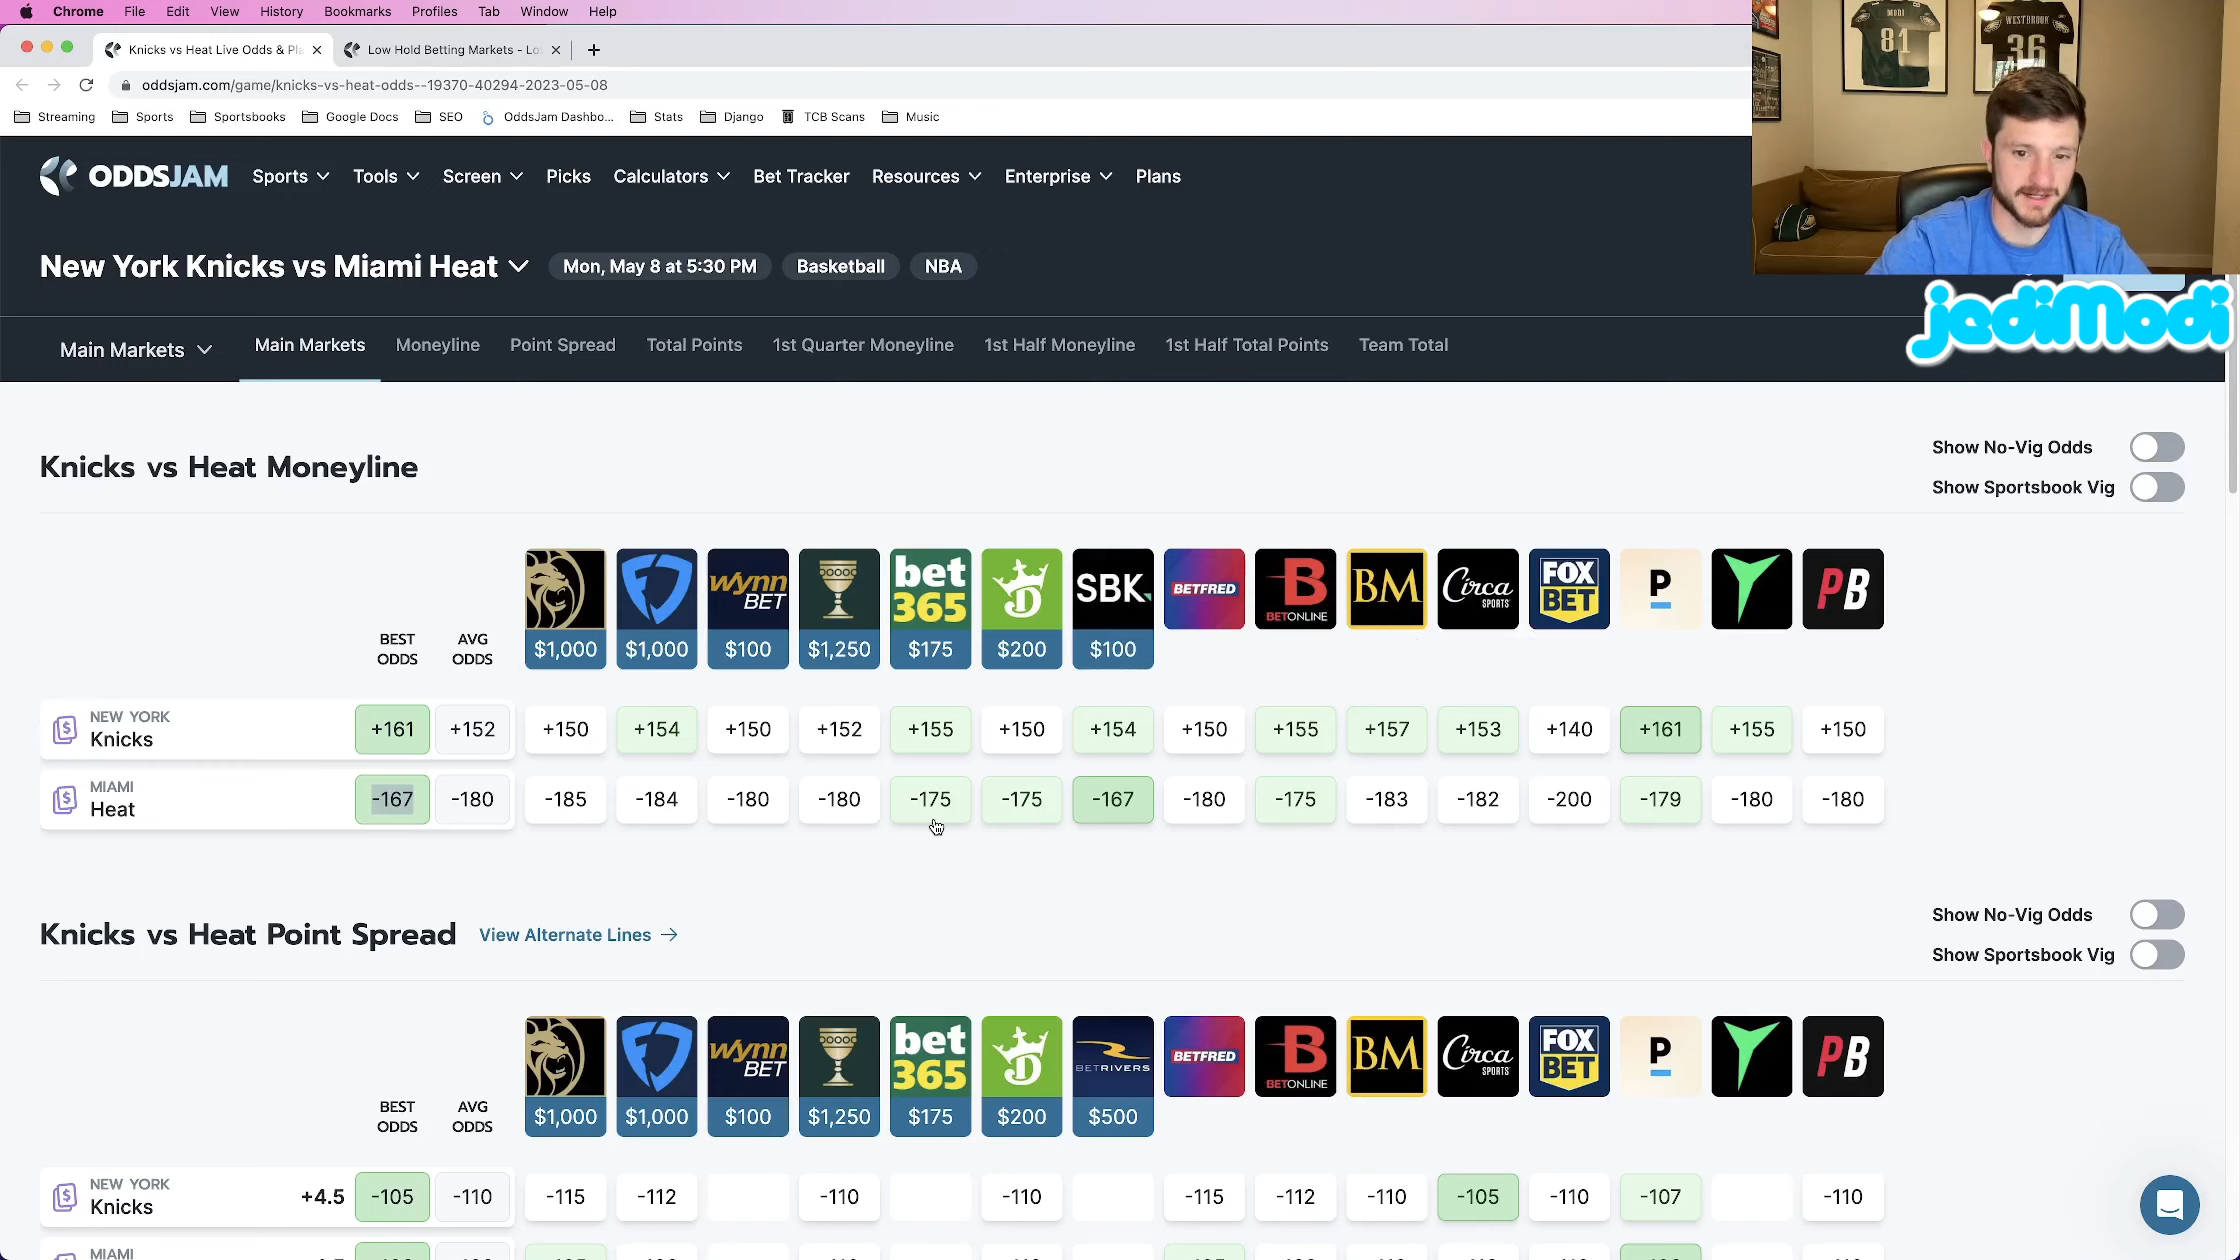 Chrome File Edit View History Bookmarks Profiles Tab Window Help
Knicks vs Heat Live Odds & Pla
Low Hold Betting Markets - Lo
oddsjam.com/game/knicks-vs-heat-odds--19370-40294-2023-05-08
Streaming Sports Sportsbooks Google Docs SEO OddsJam Dashbo... Stats Django TCB Scans Music
MODI
81
WESTBROOK
36
ODDSJAM Sports Tools Screen Picks Calculators Bet Tracker Resources Enterprise Plans
New York Knicks vs Miami Heat Mon, May 8 at 5:30 PM Basketball NBA
jediModi
Main Markets Main Markets Moneyline Point Spread Total Points 1st Quarter Moneyline 1st Half Moneyline 1st Half Total Points Team Total
Knicks vs Heat Moneyline
Show No-Vig Odds
Show Sportsbook Vig
BEST ODDS AVG ODDS
WYNN BET bet365 SBK BETFRED B BETONLINE BM Circa SPORTS FOX BET P PB
$1,000 $1,000 $100 $1,250 $175 $200 $100
NEW YORK
Knicks +161 +152 +150 +154 +150 +152 +155 +150 +154 +150 +155 +157 +153 +140 +161 +155 +150
MIAMI
Heat -167 -180 -185 -184 -180 -180 -175 -175 -167 -180 -175 -183 -182 -200 -179 -180 -180
Knicks vs Heat Point Spread View Alternate Lines →
Show No-Vig Odds
Show Sportsbook Vig
BEST ODDS AVG ODDS
WYNN BET bet365 BETRIVERS BETFRED B BETONLINE BM Circa SPORTS FOX BET P PB
$1,000 $1,000 $100 $1,250 $175 $200 $500
NEW YORK
Knicks +4.5 -105 -110 -115 -112 -110 -110 -115 -112 -110 -105 -110 -107 -110
MIAMI